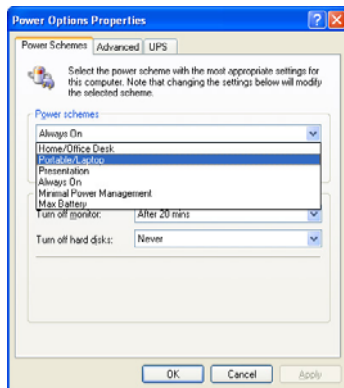 Power Options Properties
Power Schemes Advanced UPS
Select the power scheme with the most appropriate settings for
this computer. Note that changing the settings below will modify
the selected scheme.
Power schemes
Always On
Home/Office Desk
Portable/Laptop
Presentation
Always On
Minimal Power Management
Max Battery
Turn off monitor: After 20 mins
Turn off hard disks: Never
OK Cancel Apply